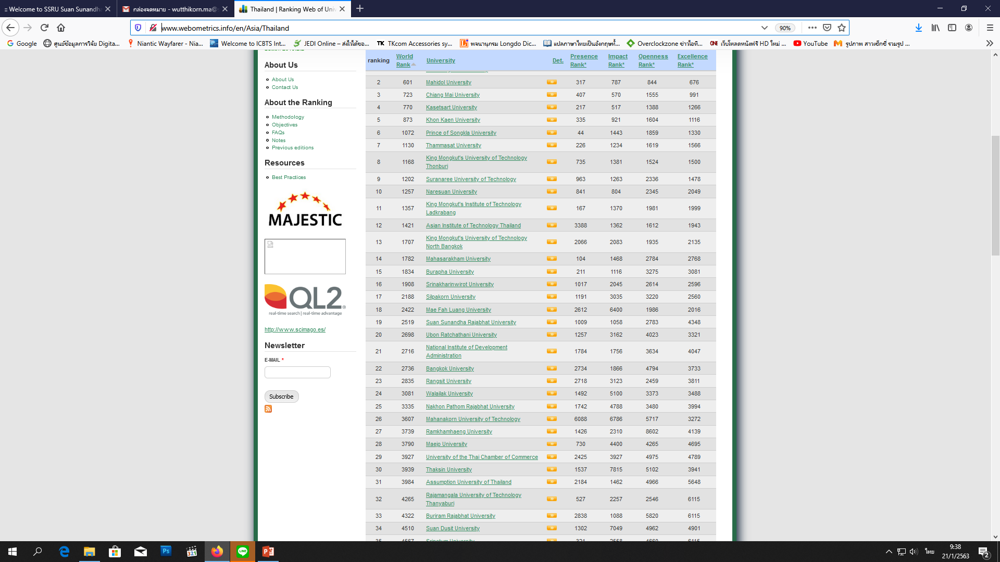 :: Welcome to SSRU Suan Sunandha
กล่องจดหมาย - wutthikorn.ma@
Thailand | Ranking Web of Univ
www.webometrics.info/en/Asia/Thailand
90%
Google
ศูนย์ข้อมูลการวิจัย Digita...
Niantic Wayfarer - Nia...
Welcome to ICBTS Int...
JEDI Online – ส่งไว้ได้ของ...
TKcom Accessories sy...
พจนานุกรม Longdo Dic...
แปลภาษาไทยเป็นอังกฤษทั้...
Overclockzone ข่าวไอที...
เว็บโหลดหนังฟรี HD ใหม่ ...
YouTube
รูปภาพ สาวเซ็กซี่ รวมรูป ...
About Us
About Us
Contact Us
About the Ranking
Methodology
Objectives
FAQs
Notes
Previous editions
Resources
Best Practices
MAJESTIC
QL2
real-time search | real-time advantage
http://www.scimago.es/
Newsletter
E-MAIL *
Subscribe
ranking World Rank University Det. Presence Rank* Impact Rank* Openness Rank* Excellence Rank*
2 601 Mahidol University 317 787 844 676
3 723 Chiang Mai University 407 570 1555 991
4 770 Kasetsart University 217 517 1388 1266
5 873 Khon Kaen University 335 921 1604 1116
6 1072 Prince of Songkla University 44 1443 1859 1330
7 1130 Thammasat University 226 1234 1619 1566
8 1168 King Mongkut's University of Technology Thonburi 735 1381 1524 1500
9 1202 Suranaree University of Technology 963 1263 2336 1478
10 1257 Naresuan University 841 804 2345 2049
11 1357 King Mongkut's Institute of Technology Ladkrabang 167 1370 1981 1999
12 1421 Asian Institute of Technology Thailand 3388 1362 1612 1943
13 1707 King Mongkut's University of Technology North Bangkok 2066 2083 1935 2135
14 1782 Mahasarakham University 104 1468 2784 2768
15 1834 Burapha University 211 1116 3275 3081
16 1908 Srinakharinwirot University 1017 2045 2614 2596
17 2188 Silpakorn University 1191 3035 3220 2560
18 2422 Mae Fah Luang University 2612 6400 1986 2016
19 2519 Suan Sunandha Rajabhat University 1009 1058 2783 4348
20 2698 Ubon Ratchathani University 1257 3162 4023 3321
21 2716 National Institute of Development Administration 1784 1756 3634 4047
22 2736 Bangkok University 2734 1866 4794 3733
23 2835 Rangsit University 2718 3123 2459 3811
24 3081 Walailak University 1492 5100 3373 3488
25 3335 Nakhon Pathom Rajabhat University 1742 4788 3480 3994
26 3607 Mahanakorn University of Technology 6088 6786 5717 3272
27 3739 Ramkhamhaeng University 1426 2310 8602 4139
28 3790 Maejo University 730 4400 4265 4695
29 3927 University of the Thai Chamber of Commerce 2425 3927 4975 4789
30 3939 Thaksin University 1537 7815 5102 3941
31 3984 Assumption University of Thailand 2184 1462 4966 5648
32 4265 Rajamangala University of Technology Thanyaburi 527 2257 2546 6115
33 4322 Buriram Rajabhat University 2838 1088 5820 6115
34 4510 Suan Dusit University 1302 7049 4962 4901
ไทย
9:38
21/1/2563
2